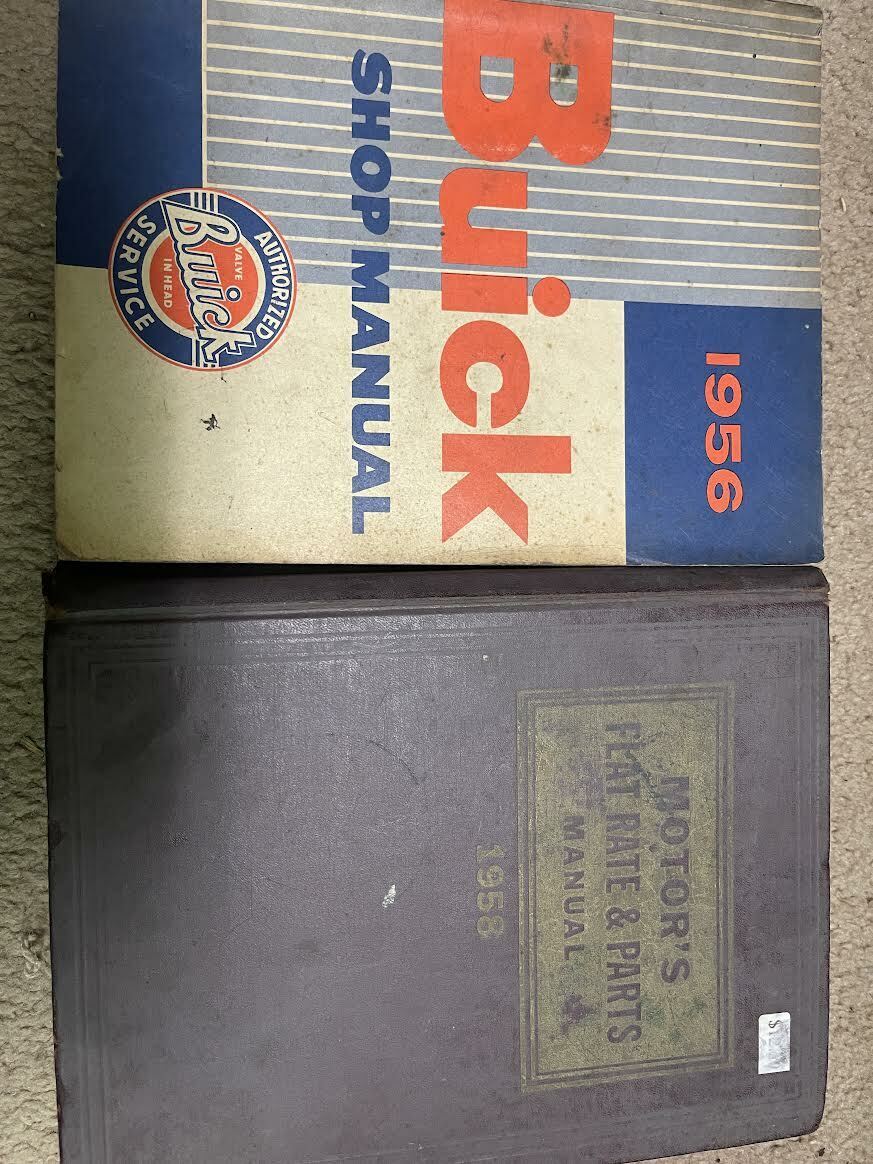 1956
Buick
SHOP MANUAL
AUTHORIZED
VALVE
Buick
IN HEAD
SERVICE
MOTOR'S
FLAT RATE & PARTS
MANUAL
1958